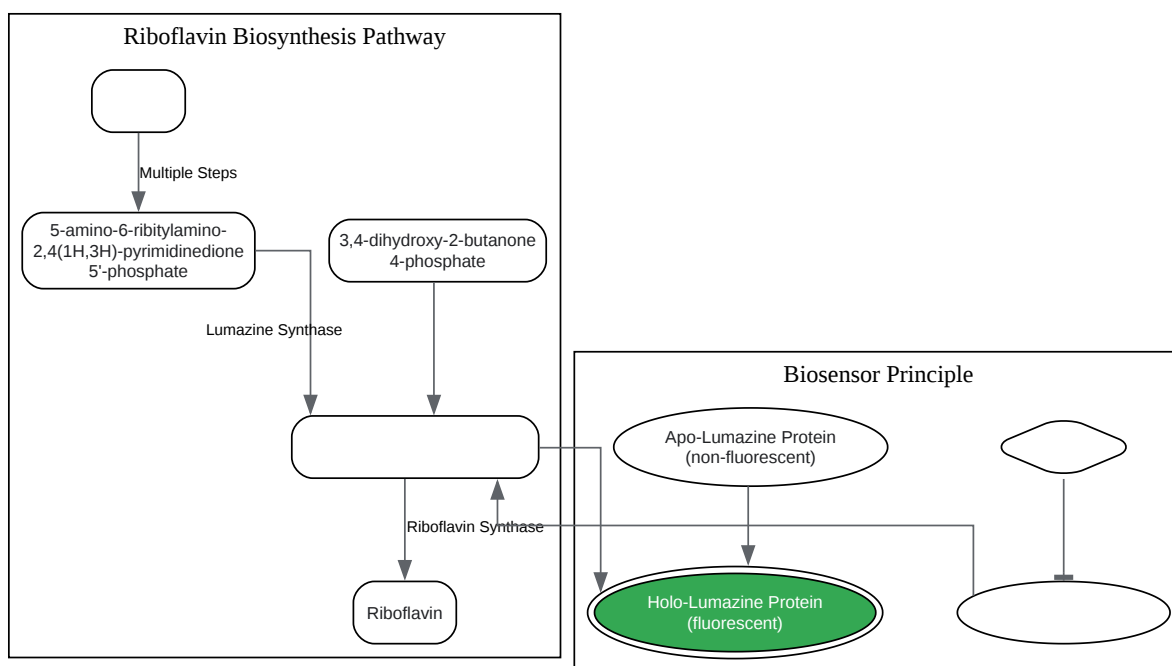 Riboflavin Biosynthesis Pathway
Multiple Steps
5-amino-6-ribitylamino-
2,4(1H,3H)-pyrimidinedione
5'-phosphate
3,4-dihydroxy-2-butanone
4-phosphate
Lumazine Synthase
Riboflavin Synthase
Riboflavin
Biosensor Principle
Apo-Lumazine Protein
(non-fluorescent)
Holo-Lumazine Protein
(fluorescent)